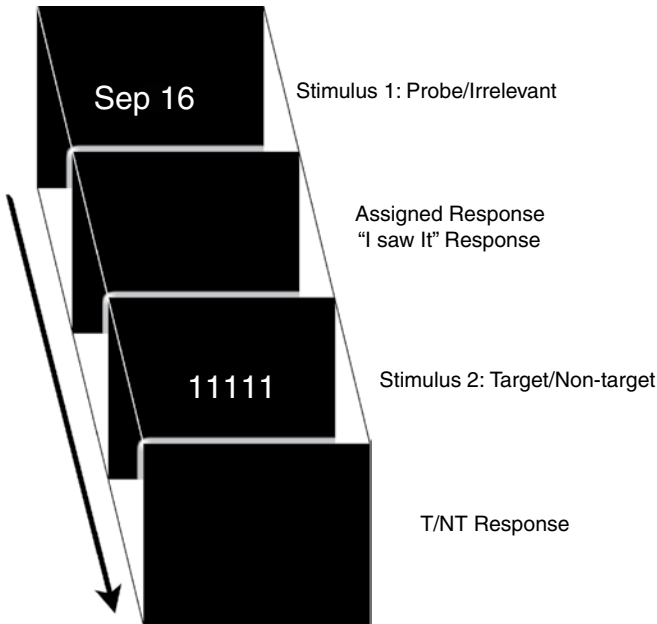 Sep 16
Stimulus 1: Probe/Irrelevant
Assigned Response
“I saw It” Response
11111
Stimulus 2: Target/Non-target
T/NT Response